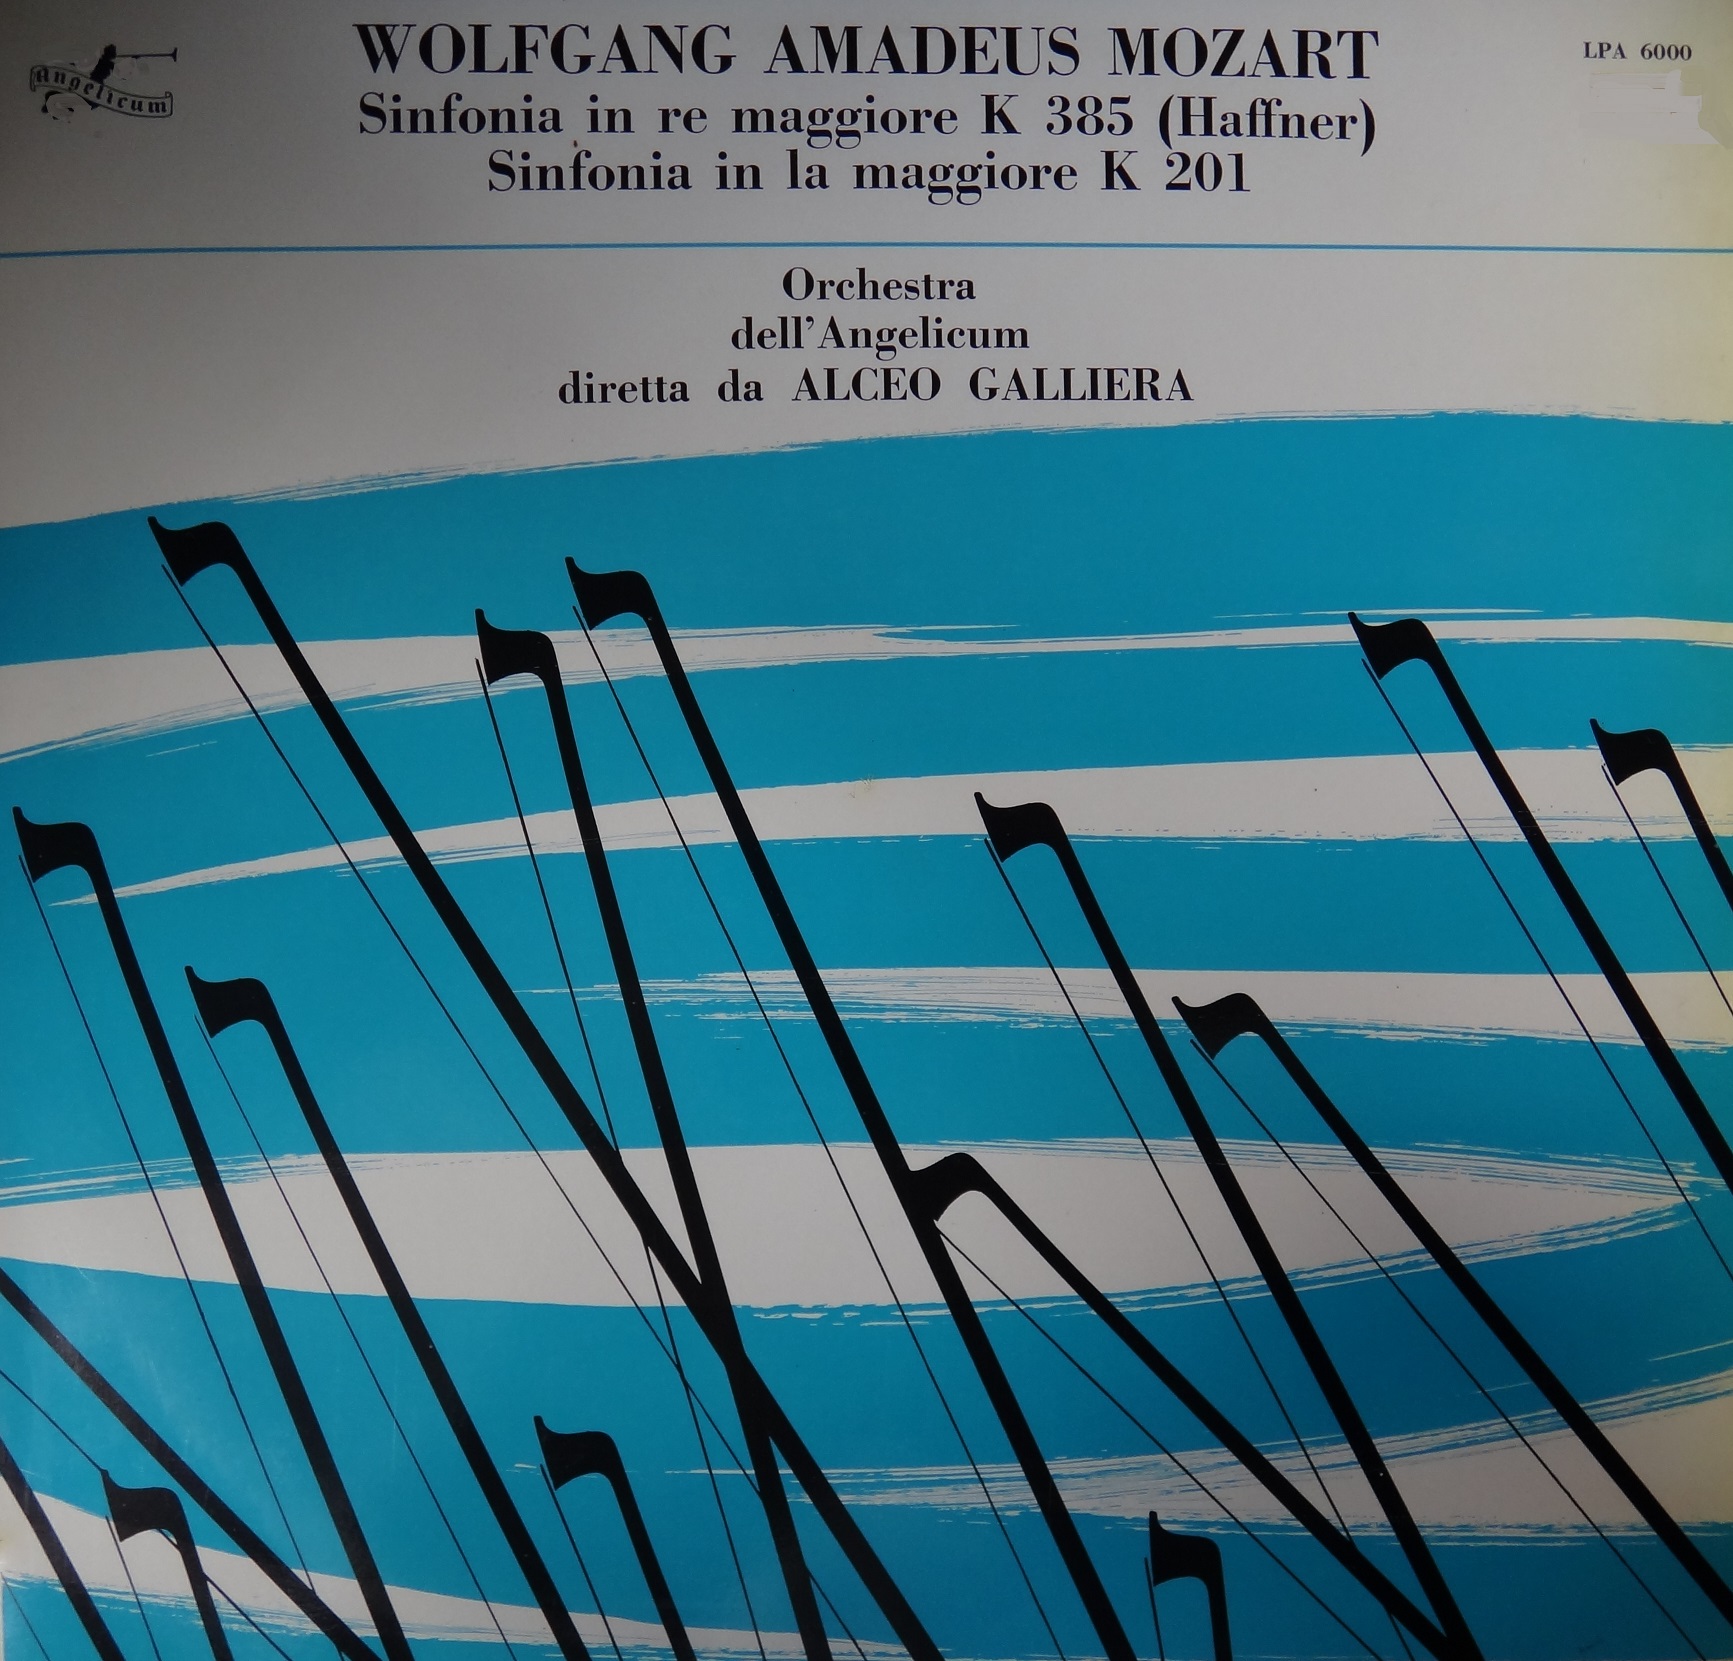 angelicum
WOLFGANG AMADEUS MOZART
LPA 6000
Sinfonia in re maggiore K 385 (Haffner)
Sinfonia in la maggiore K 201
Orchestra
dell'Angelicum
diretta da ALCEO GALLIERA